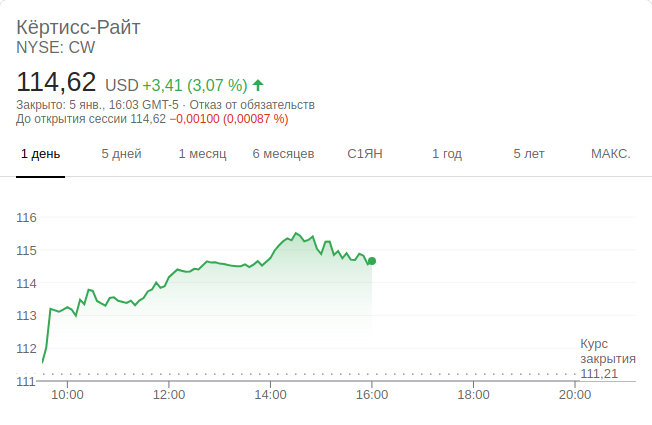 Кёртисс-Райт
NYSE: CW
114,62 USD +3,41 (3,07 %)
Закрыто: 5 янв., 16:03 GMT-5 · Отказ от обязательств
До открытия сессии 114,62 −0,00100 (0,00087 %)
1 день 5 дней 1 месяц 6 месяцев С1ЯН 1 год 5 лет МАКС.
116
115
114
113
112
111
Курс
закрытия
111,21
10:00 12:00 14:00 16:00 18:00 20:00